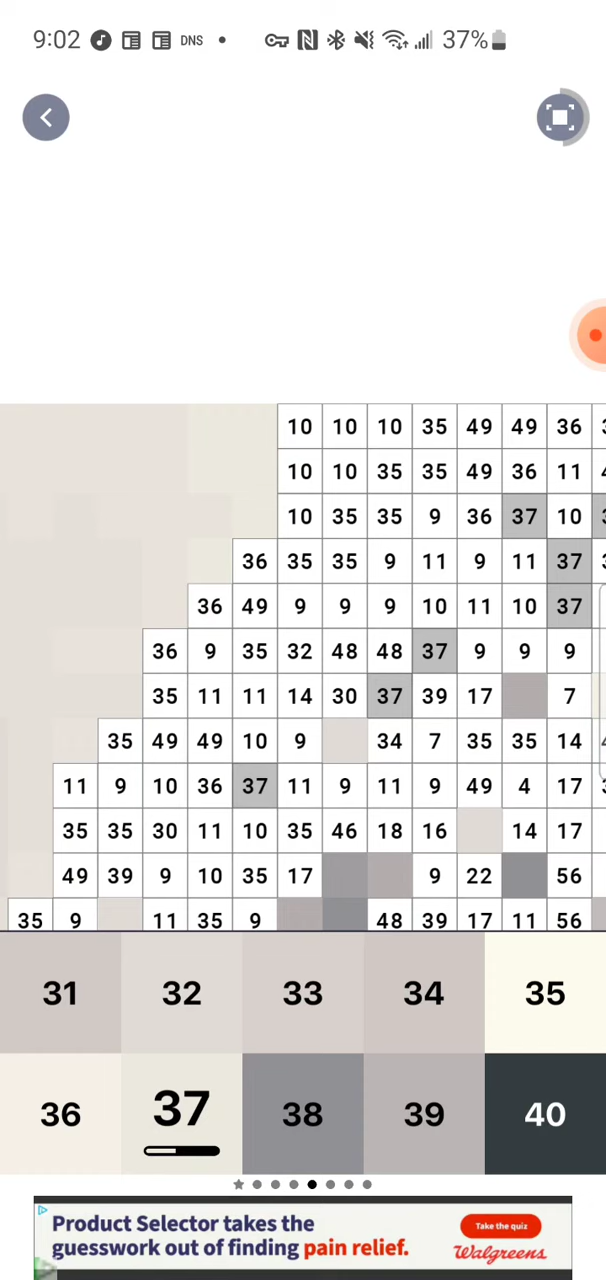 9:02 DNS 37%
10 10 10 35 49 49 36
10 10 35 35 49 36 11
10 35 35 9 36 37 10
36 35 35 9 11 9 11 37
36 49 9 9 9 10 11 10 37
36 9 35 32 48 48 37 9 9 9
35 11 11 14 30 37 39 17 7
35 49 49 10 9 34 7 35 35 14
11 9 10 36 37 11 9 11 9 49 4 17
35 35 30 11 10 35 46 18 16 14 17
49 39 9 10 35 17 9 22 56
35 9 11 35 9 48 39 17 11 56
31 32 33 34 35
36 37 38 39 40
Product Selector takes the
guesswork out of finding pain relief.
Take the quiz
Walgreens